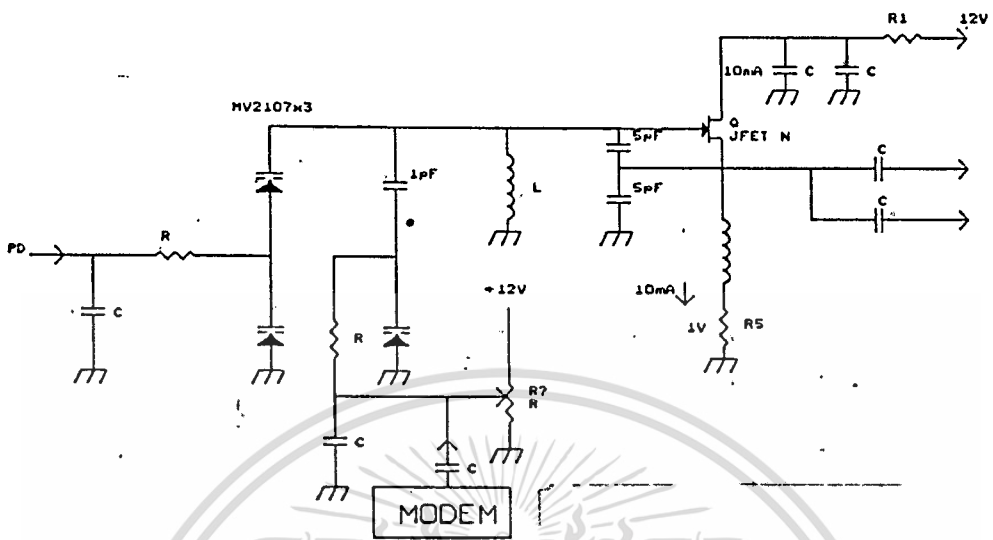 R1 12V
10mA C C
MV2107x3
Q
JFET N
5pF
1pF
C
L
5pF
C
PD R
+12V
10mA
C
R
1V R5
R?
R
C
C
MODEM